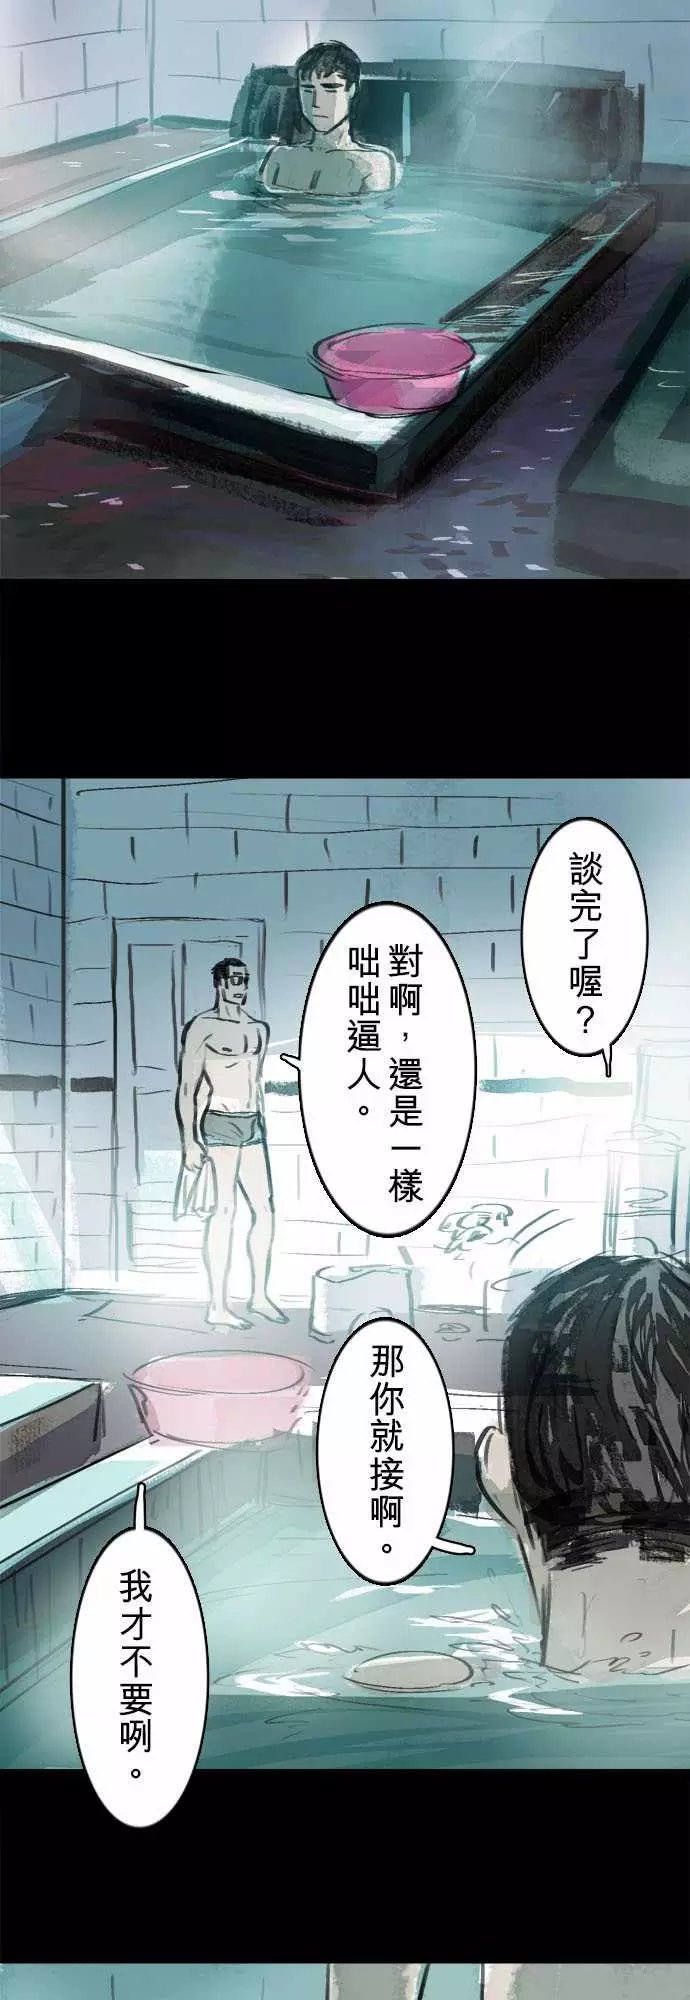 談完了喔？
對啊，還是一樣
咄咄逼人。
那你就接啊。
我才不要咧。